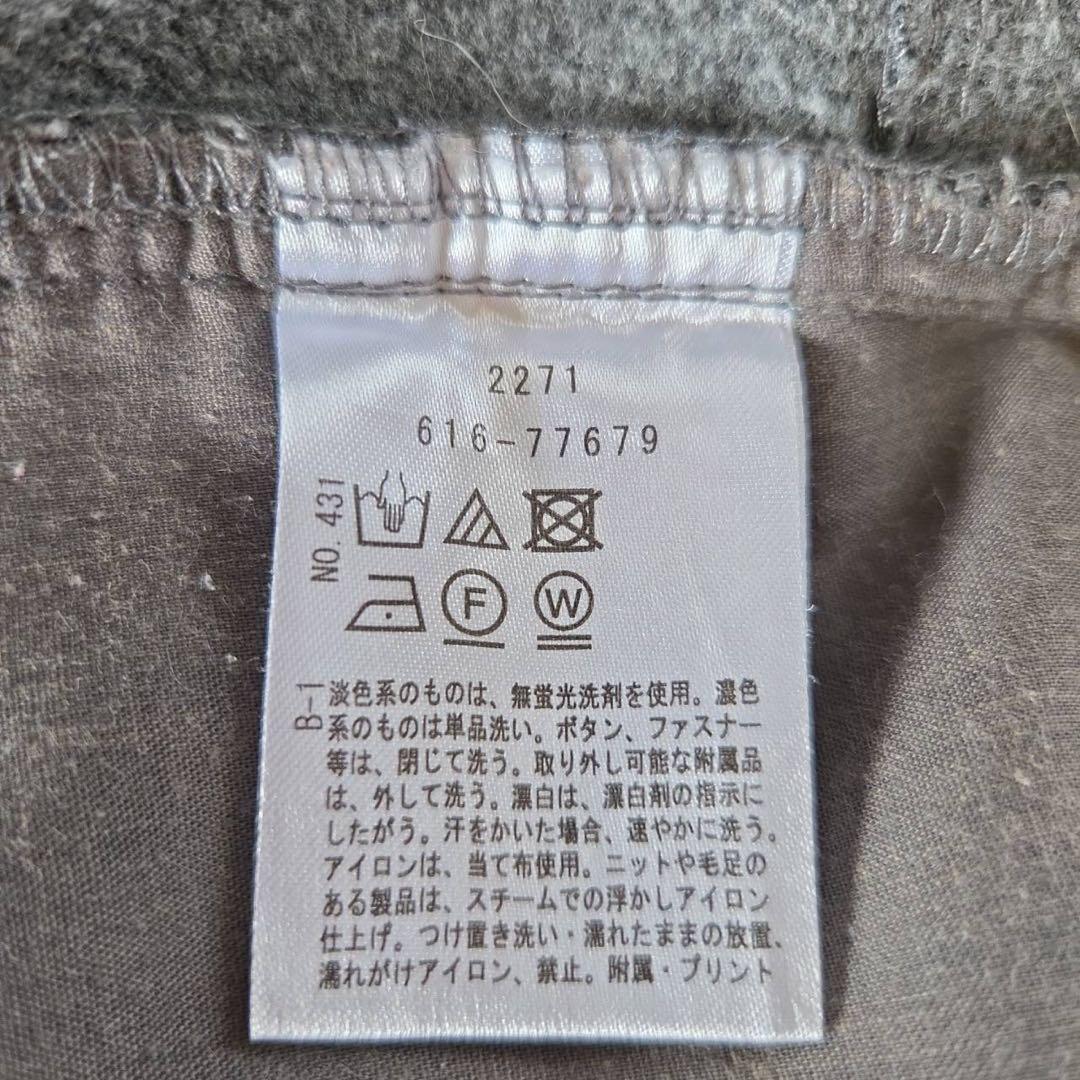 2271
616-77679
NO. 431
F
W
B-1
淡色系のものは、無蛍光洗剤を使用。濃色
系のものは単品洗い。ボタン、ファスナー
等は、閉じて洗う。取り外し可能な附属品
は、外して洗う。漂白は、漂白剤の指示に
したがう。汗をかいた場合、速やかに洗う。
アイロンは、当て布使用。ニットや毛足の
ある製品は、スチームでの浮かしアイロン
仕上げ。つけ置き洗い・濡れたままの放置、
濡れがけアイロン、禁止。附属・プリント